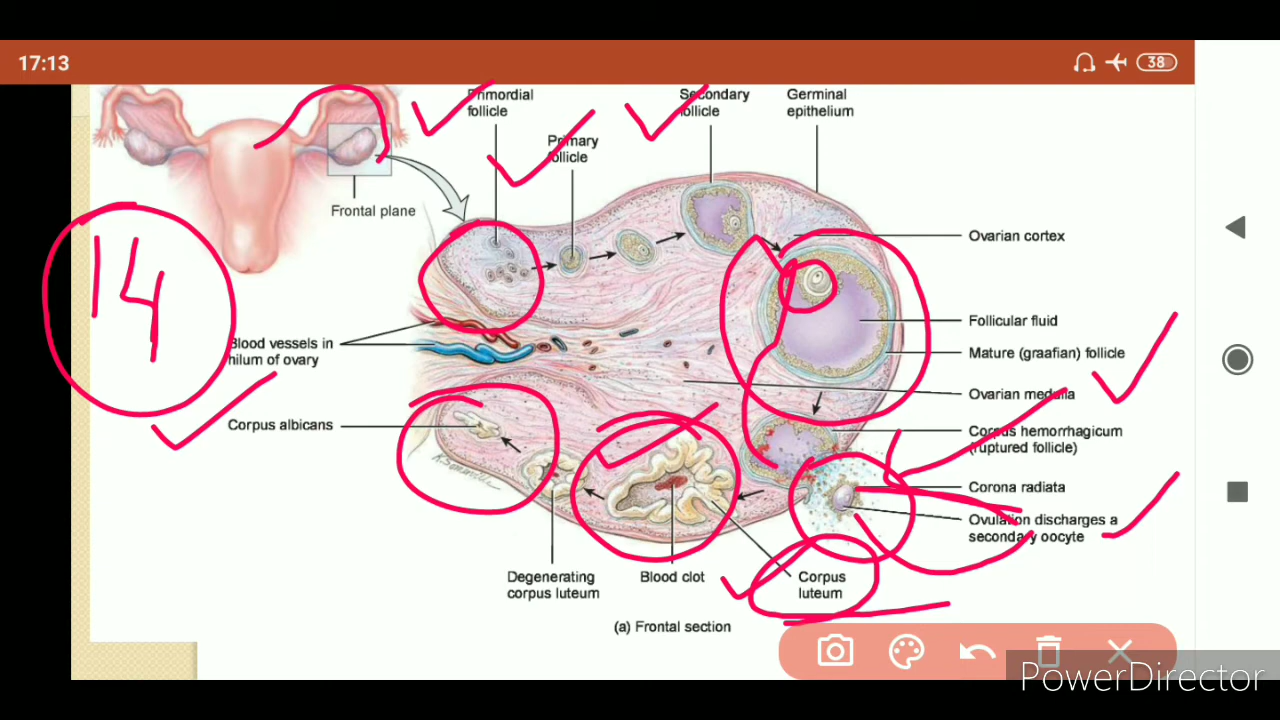 17:13
38
Primordial
follicle
Primary
follicle
Secondary
follicle
Germinal
epithelium
Frontal plane
14
Ovarian cortex
Follicular fluid
Blood vessels in
hilum of ovary
Mature (graafian) follicle
Ovarian medulla
Corpus albicans
Corpus hemorrhagicum
(ruptured follicle)
Corona radiata
Ovulation discharges a
secondary oocyte
Degenerating
corpus luteum
Blood clot
Corpus
luteum
(a) Frontal section
PowerDirector